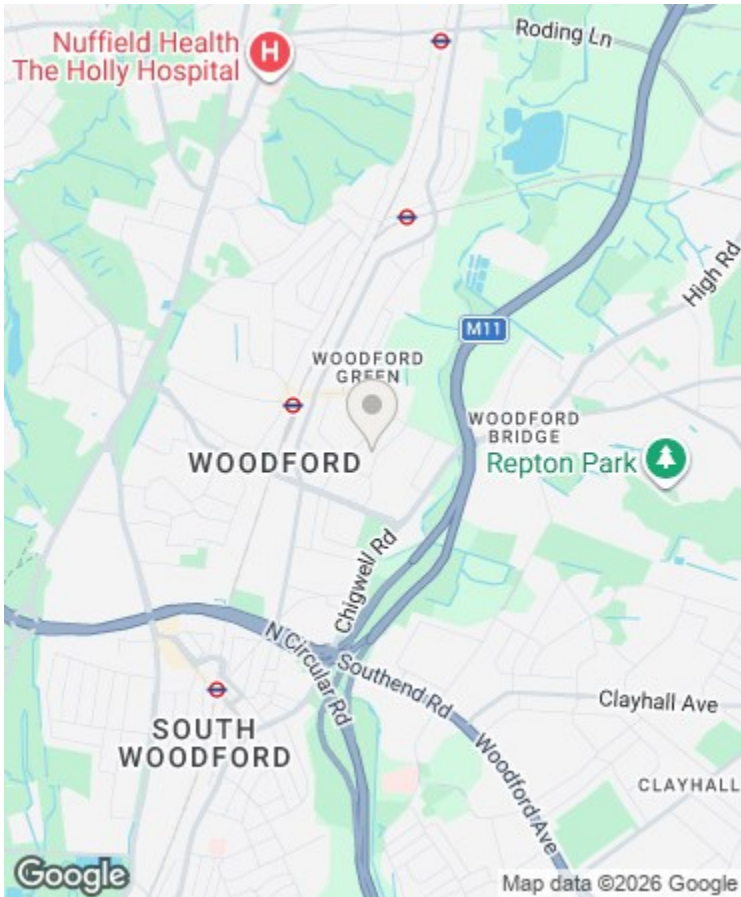 Nuffield Health
The Holly Hospital
H
Roding Ln
High Rd
M11
WOODFORD
GREEN
WOODFORD
BRIDGE
WOODFORD
Repton Park
Chigwell Rd
N Circular Rd
Southend Rd
Clayhall Ave
SOUTH
WOODFORD
Woodford Ave
CLAYHALL
Google
Map data ©2026 Google